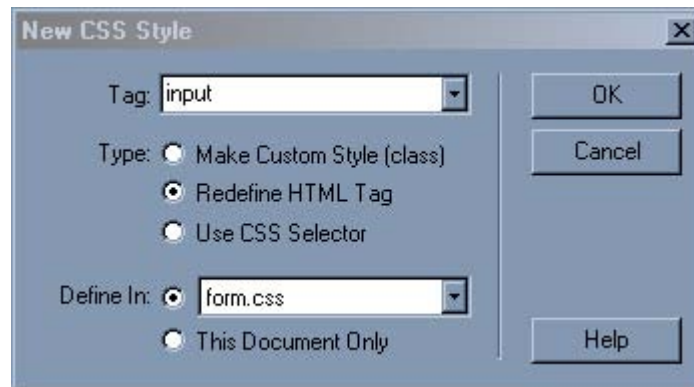 New CSS Style
Tag: input
OK
Type: Make Custom Style (class)
Cancel
Redefine HTML Tag
Use CSS Selector
Define In: form.css
This Document Only
Help